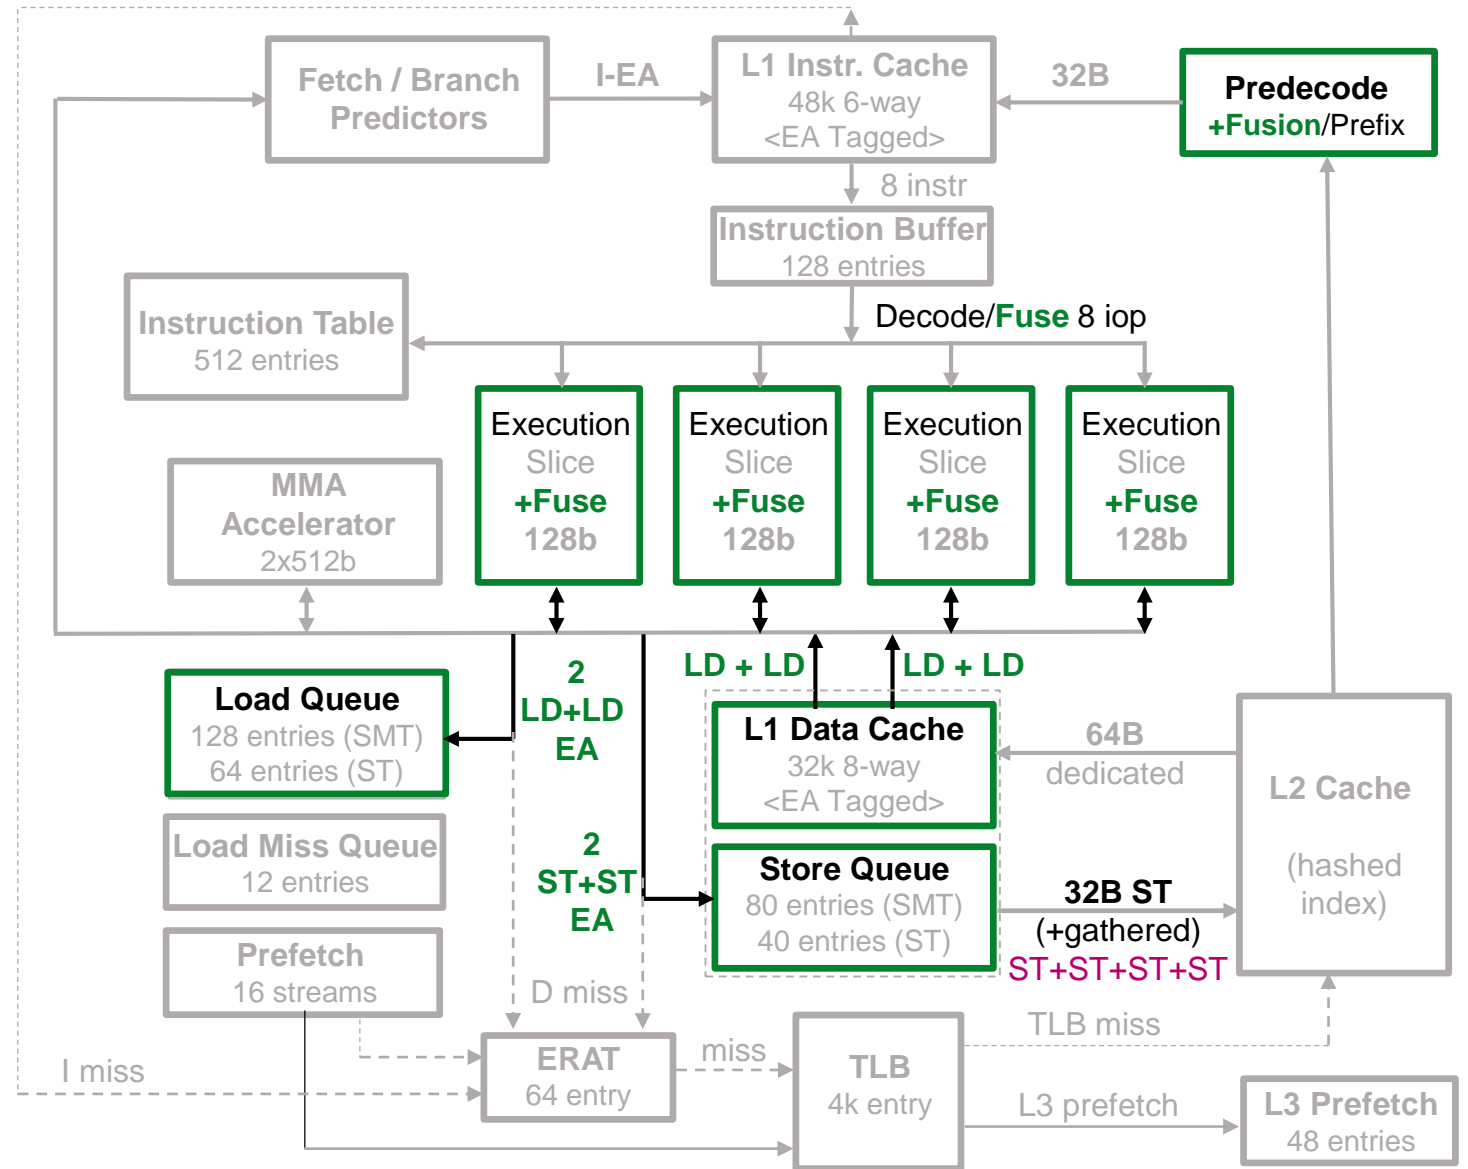 Fetch / Branch
Predictors
I-EA
L1 Instr. Cache
48k 6-way
<EA Tagged>
32B
Predecode
+Fusion/Prefix
8 instr
Instruction Buffer
128 entries
Decode/Fuse 8 iop
Instruction Table
512 entries
Execution
Slice
+Fuse
128b
Execution
Slice
+Fuse
128b
Execution
Slice
+Fuse
128b
Execution
Slice
+Fuse
128b
MMA
Accelerator
2x512b
Load Queue
128 entries (SMT)
64 entries (ST)
2
LD+LD
EA
LD + LD
LD + LD
L1 Data Cache
32k 8-way
<EA Tagged>
64B
dedicated
L2 Cache
(hashed
index)
Load Miss Queue
12 entries
2
ST+ST
EA
Store Queue
80 entries (SMT)
40 entries (ST)
32B ST
(+gathered)
ST+ST+ST+ST
Prefetch
16 streams
D miss
I miss
ERAT
64 entry
miss
TLB
4k entry
TLB miss
L3 prefetch
L3 Prefetch
48 entries